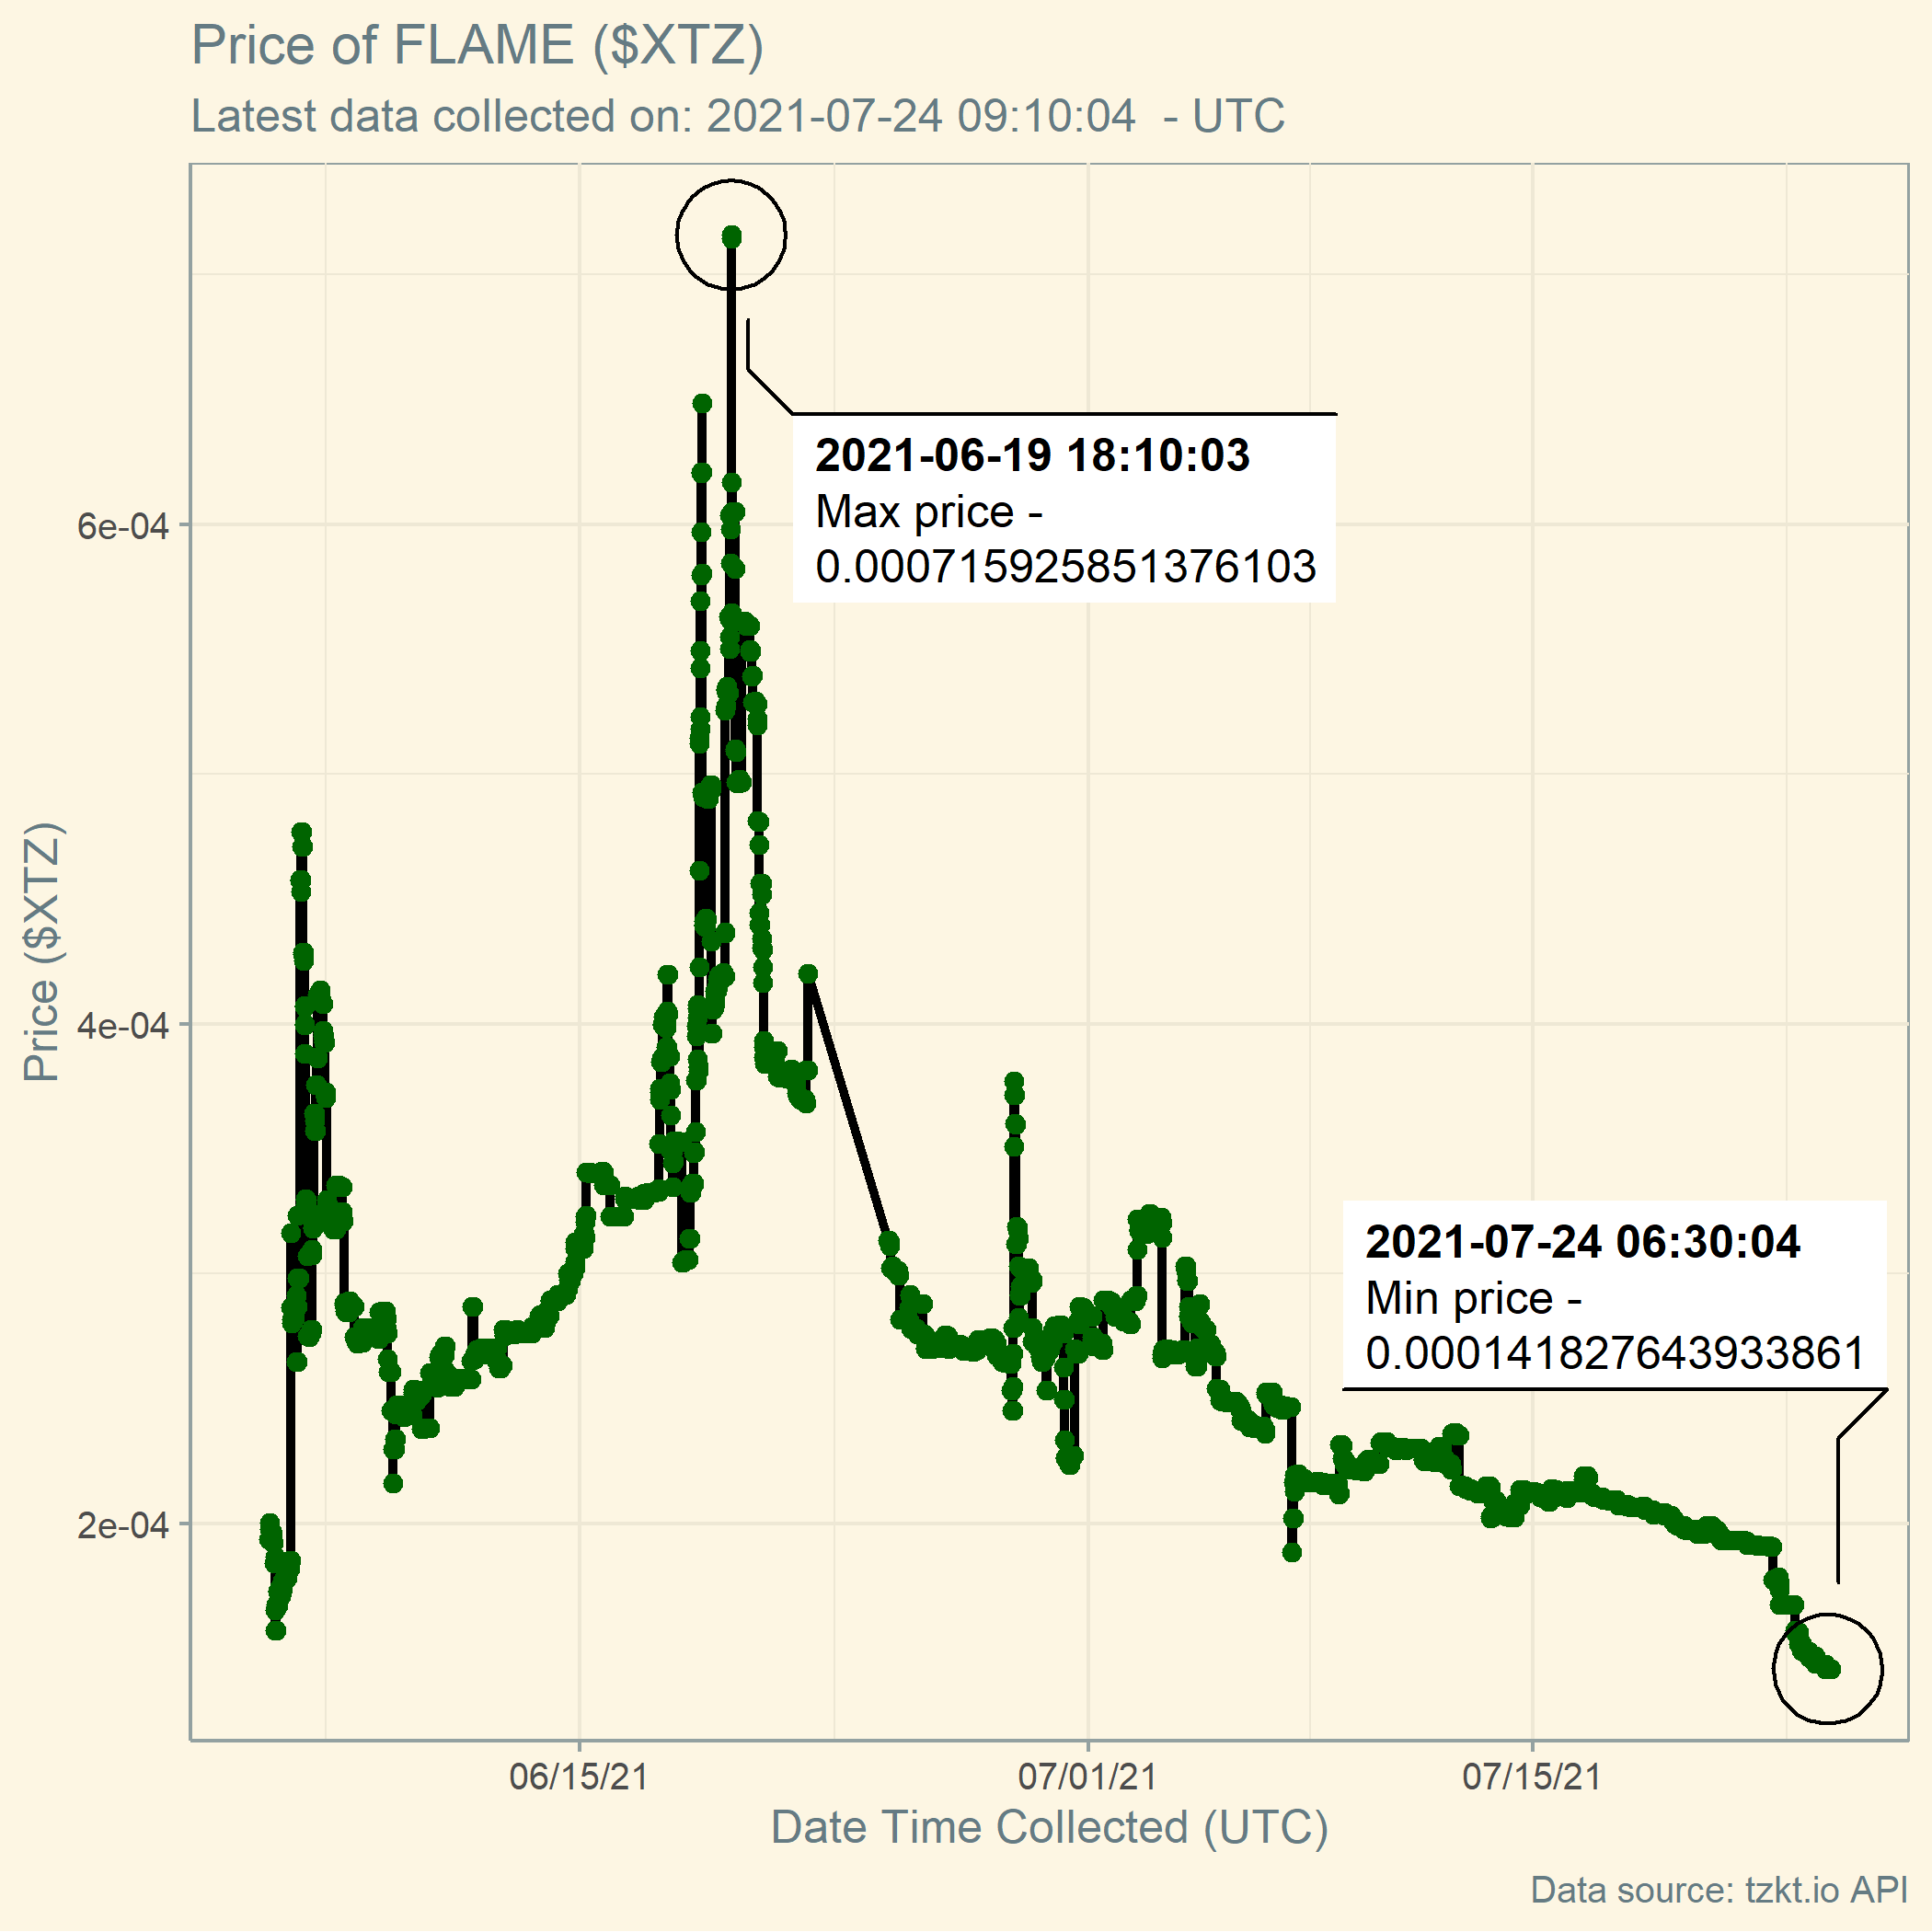 Price of FLAME ($XTZ)
Latest data collected on: 2021-07-24 09:10:04  - UTC
2021-06-19 18:10:03
Max price -
0.000715925851376103
6e-04
4e-04
2e-04
Price ($XTZ)
2021-07-24 06:30:04
Min price -
0.000141827643933861
06/15/21
07/01/21
07/15/21
Date Time Collected (UTC)
Data source: tzkt.io API